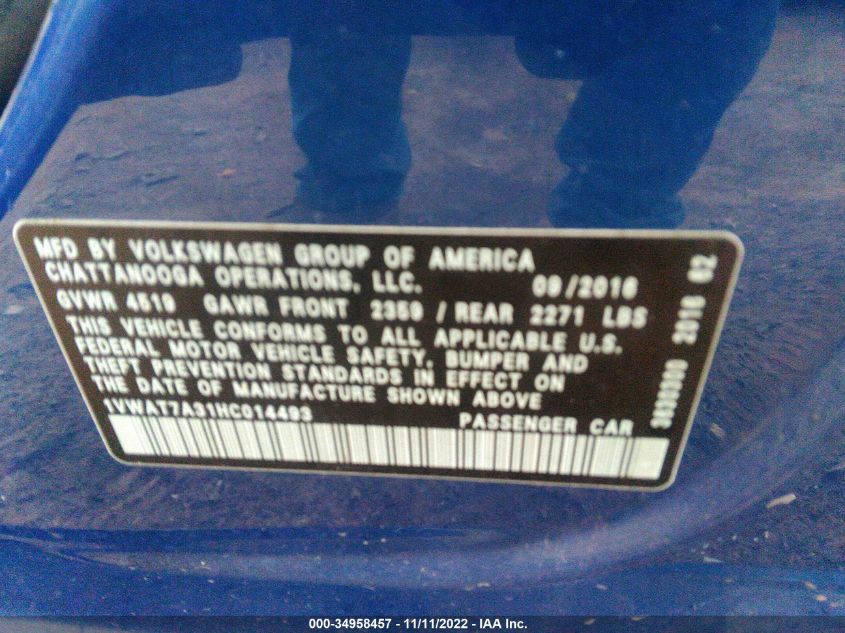 MFD BY VOLKSWAGEN GROUP OF AMERICA
CHATTANOOGA OPERATIONS, LLC. 09/2016
GVWR 4519 GAWR FRONT 2359 / REAR 2271 LBS
THIS VEHICLE CONFORMS TO ALL APPLICABLE U.S.
FEDERAL MOTOR VEHICLE SAFETY, BUMPER AND
THEFT PREVENTION STANDARDS IN EFFECT ON
THE DATE OF MANUFACTURE SHOWN ABOVE
1VWAT7A31HC014493 PASSENGER CAR
000-34958457 - 11/11/2022 - IAA Inc.